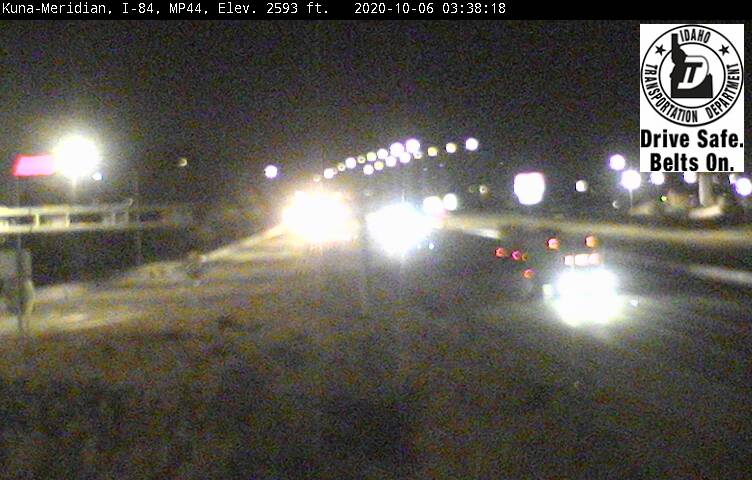 Kuna-Meridian, I-84, MP44, Elev. 2593 ft. 2020-10-06 03:38:18
IDAHO
TRANSPORTATION DEPARTMENT
Drive Safe.
Belts On.